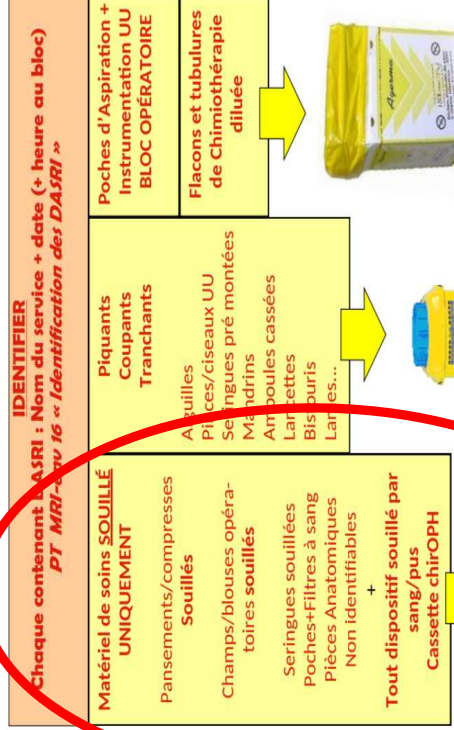 IDENTIFIER
Chaque contenant DASRI : Nom du service + date (+ heure au bloc)
PT MRI-env 16 « Identification des DASRI »
Matériel de soins SOUILLÉ
UNIQUEMENT
Pansements/compresses
Souillés
Champs/blouses opéra-
toires souillés
Seringues souillées
Poches+Filtres à sang
Pièces Anatomiques
Non identifiables
+
Tout dispositif souillé par
sang/pus
Cassette chirOPH
Piquants
Coupants
Tranchants
Aiguilles
Pinces/ciseaux UU
Seringues pré montées
Mandrins
Ampoules cassées
Lancettes
Bistouris
Lames...
Poches d'Aspiration +
Instrumentation UU
BLOC OPÉRATOIRE
Flacons et tubulures
de Chimiothérapie
diluée